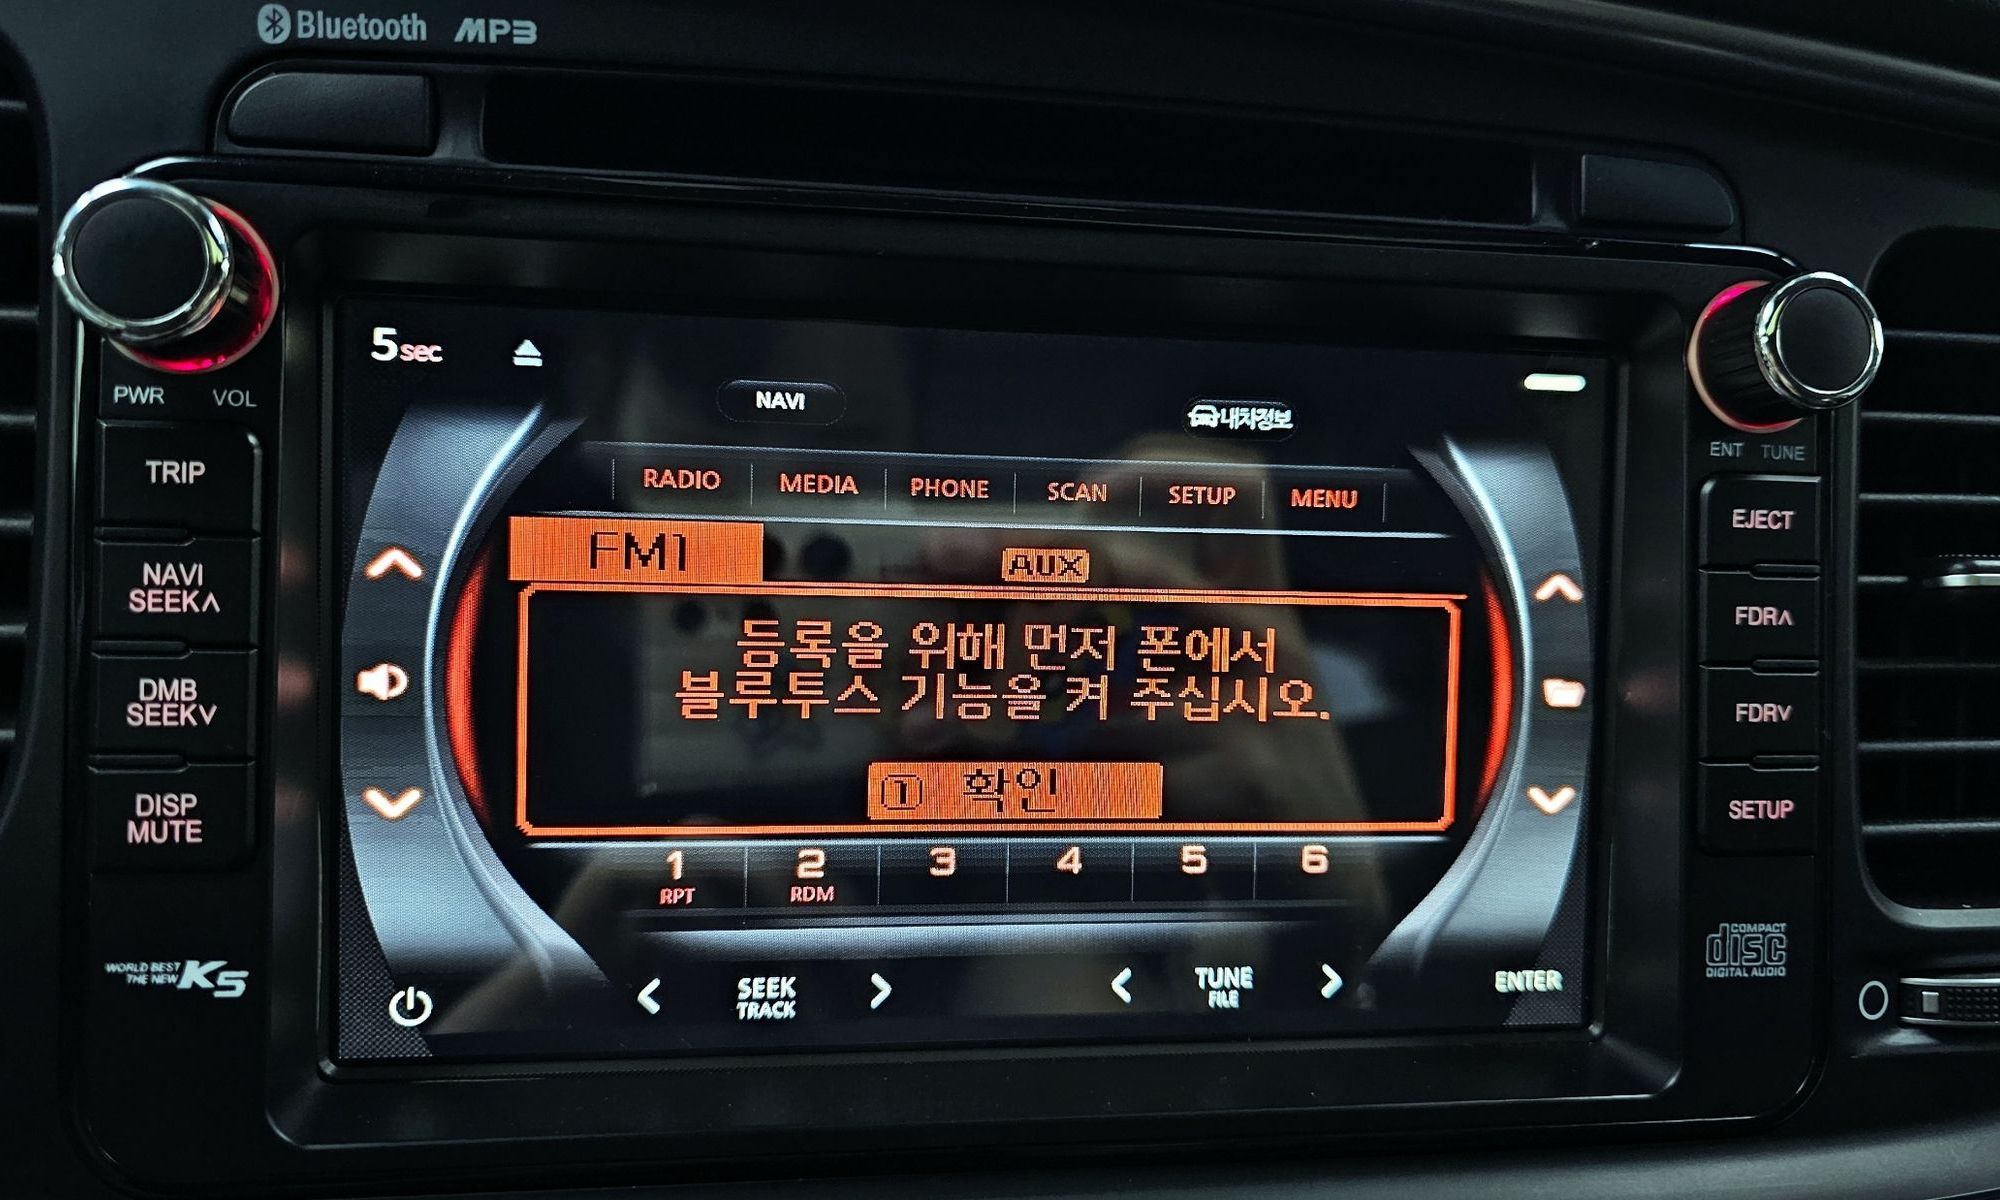 Bluetooth MP3
5sec
NAVI
내차정보
PWR VOL
TRIP
NAVI
SEEK∧
DMB
SEEK∨
DISP
MUTE
WORLD BEST
THE NEW K5
RADIO MEDIA PHONE SCAN SETUP MENU
FM1 AUX
등록을 위해 먼저 폰에서
블루투스 기능을 켜 주십시오.
① 확인
1 2 3 4 5 6
RPT RDM
< SEEK >
TRACK
< TUNE >
FILE
ENTER
ENT TUNE
EJECT
FDR∧
FDR∨
SETUP
COMPACT
disc
DIGITAL AUDIO